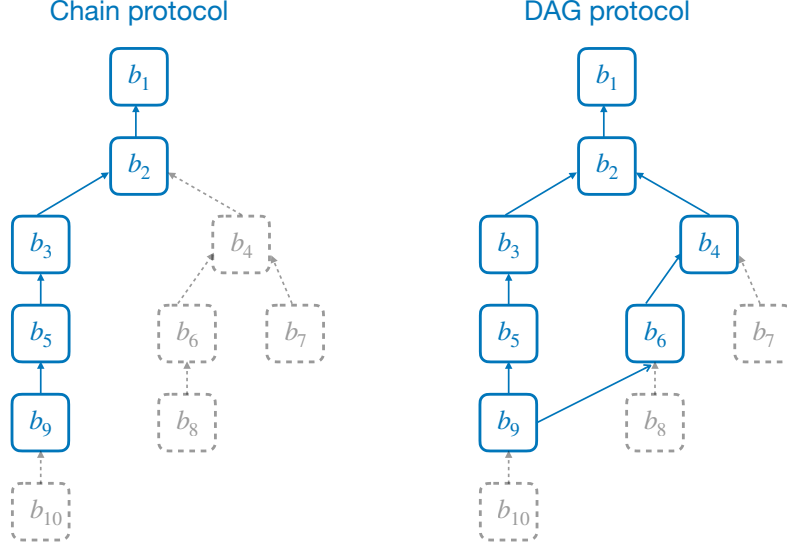 Chain protocol
b1
b2
b3
b4
b5
b6
b7
b9
b8
b10
DAG protocol
b1
b2
b3
b4
b5
b6
b7
b9
b8
b10